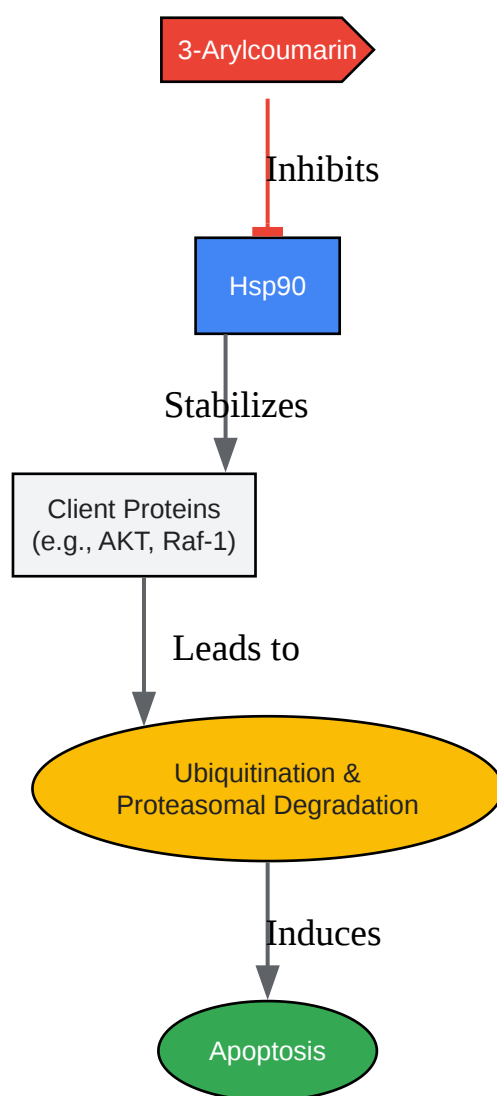 3-Arylcoumarin
Inhibits
Hsp90
Stabilizes
Client Proteins
(e.g., AKT, Raf-1)
Leads to
Ubiquitination &
Proteasomal Degradation
Induces
Apoptosis